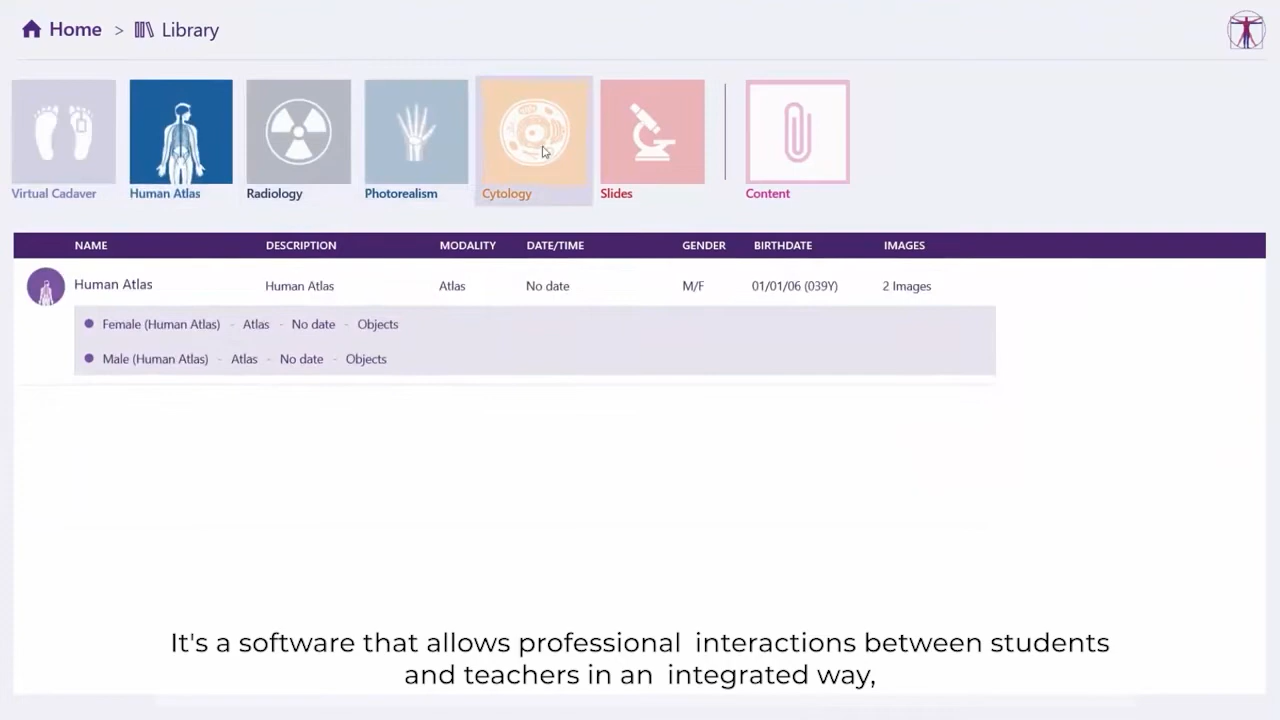 Home > Library
Virtual Cadaver
Human Atlas
Radiology
Photorealism
Cytology
Slides
Content
NAME DESCRIPTION MODALITY DATE/TIME GENDER BIRTHDATE IMAGES
Human Atlas Human Atlas Atlas No date M/F 01/01/06 (039Y) 2 Images
Female (Human Atlas) - Atlas - No date - Objects
Male (Human Atlas) - Atlas - No date - Objects
It's a software that allows professional interactions between students
and teachers in an integrated way,